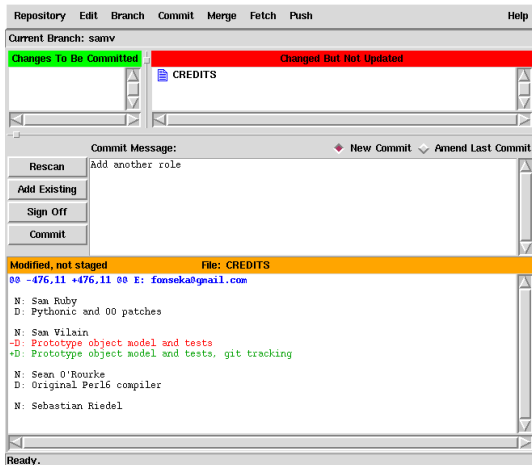 Repository Edit Branch Commit Merge Fetch Push Help
Current Branch: samv
Changes To Be Committed
Changed But Not Updated
CREDITS
Commit Message:
New Commit
Amend Last Commit
Rescan
Add Existing
Sign Off
Commit
Add another role
Modified, not staged
File: CREDITS
@@ -476,11 +476,11 @@ E: fonseka@gmail.com
N: Sam Ruby
D: Pythonic and OO patches
N: Sam Vilain
-D: Prototype object model and tests
+D: Prototype object model and tests, git tracking
N: Sean O'Rourke
D: Original Perl6 compiler
N: Sebastian Riedel
Ready.